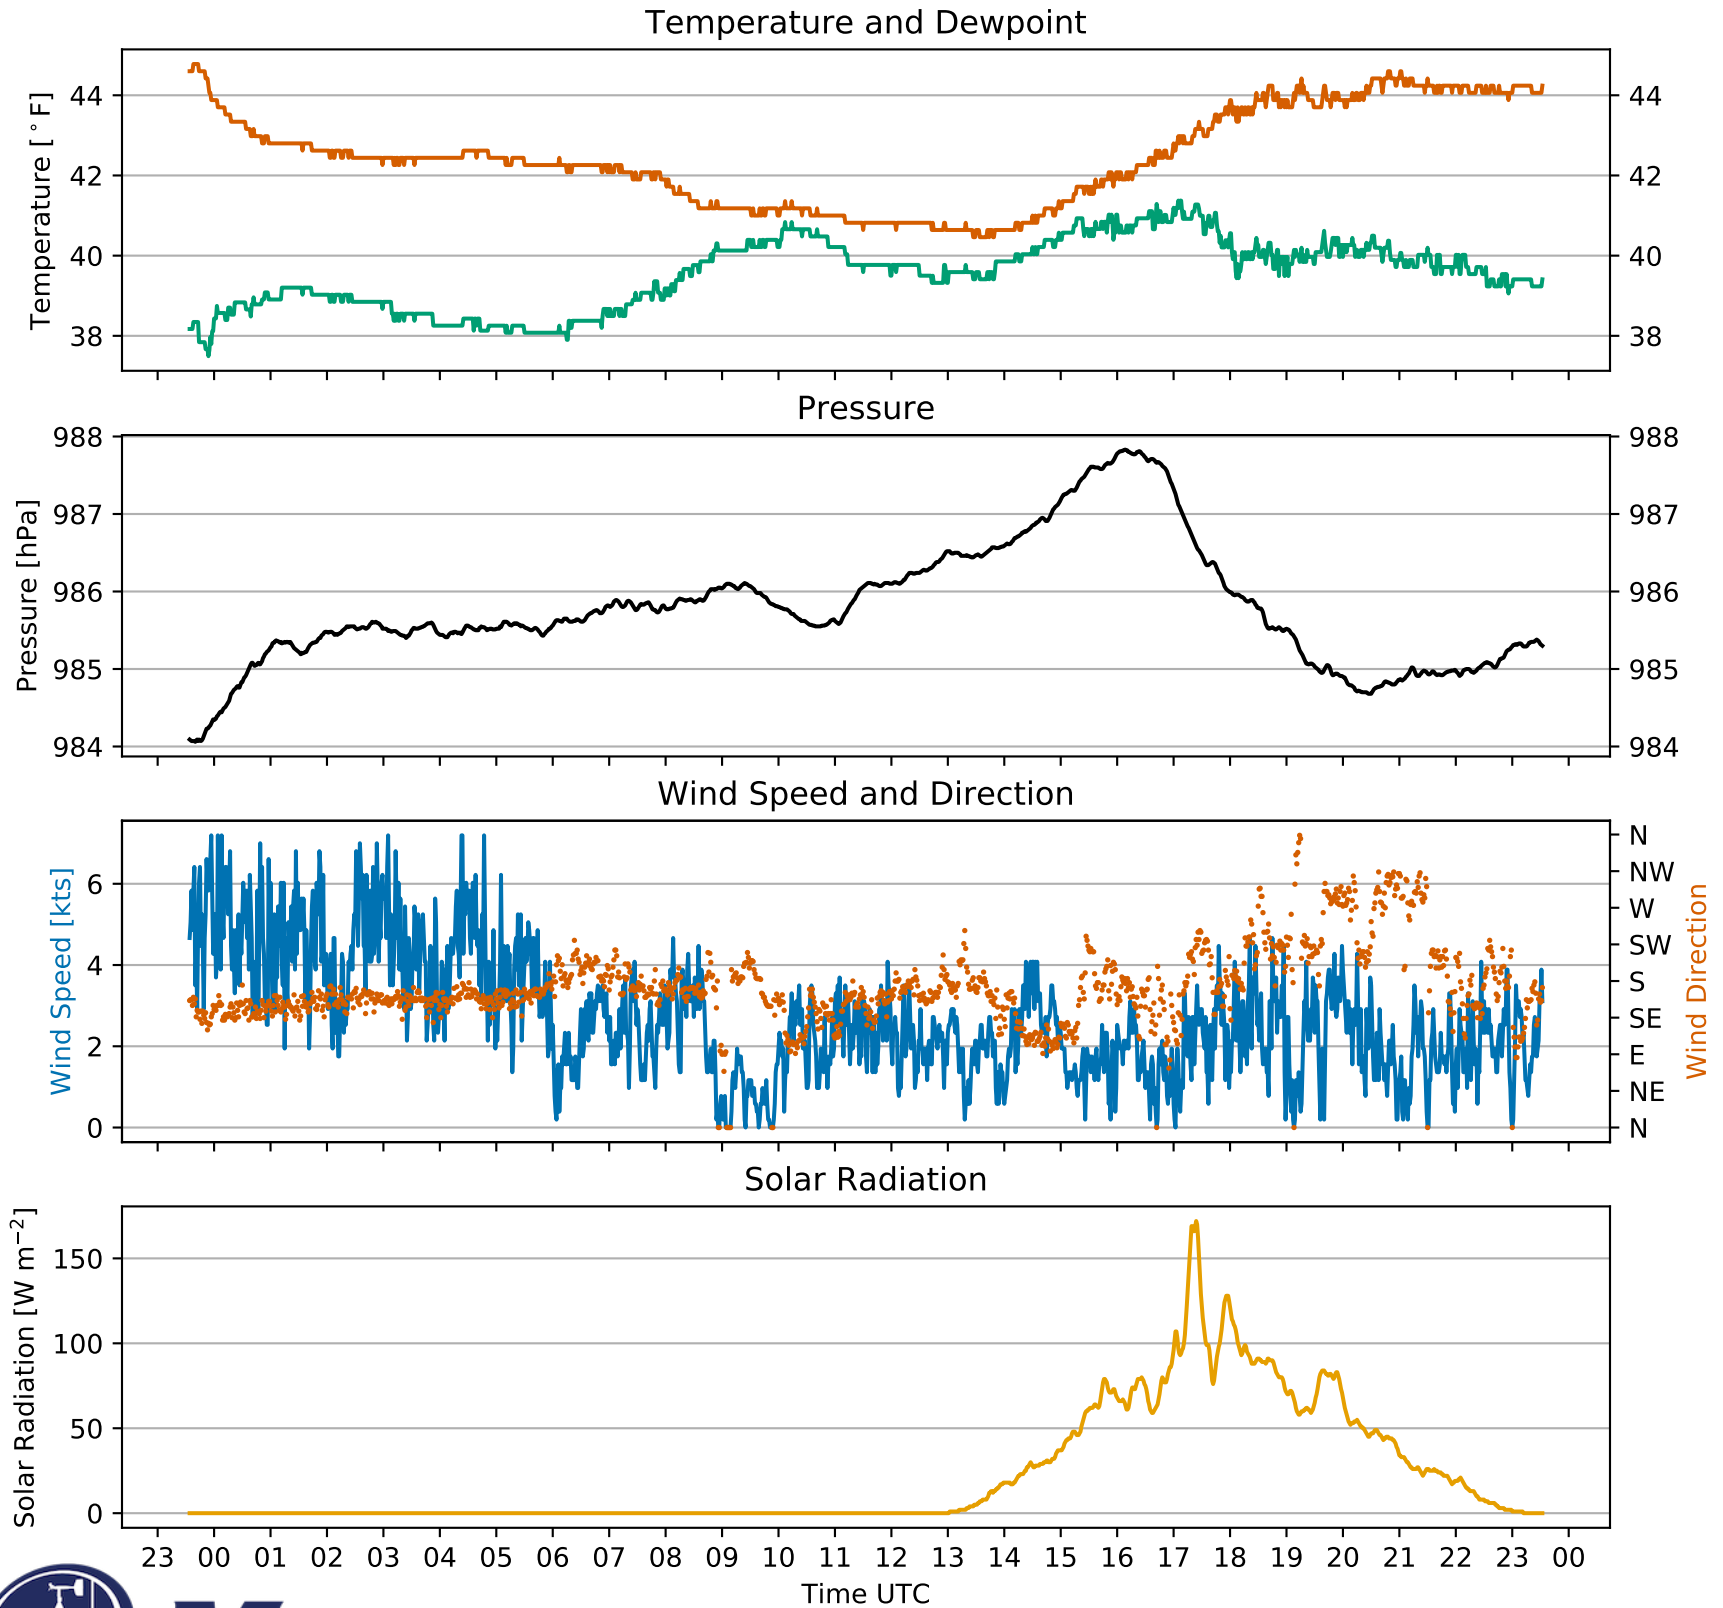 Temperature and Dewpoint
Temperature [°F]
44 44
42 42
40 40
38 38
Pressure
Pressure [hPa]
988 988
987 987
986 986
985 985
984 984
Wind Speed and Direction
Wind Speed [kts]
Wind Direction
N
NW
6
W
4 SW
S
SE
2
E
NE
0 N
Solar Radiation
Solar Radiation [W m⁻²]
150
100
50
0
23 00 01 02 03 04 05 06 07 08 09 10 11 12 13 14 15 16 17 18 19 20 21 22 23 00
Time UTC